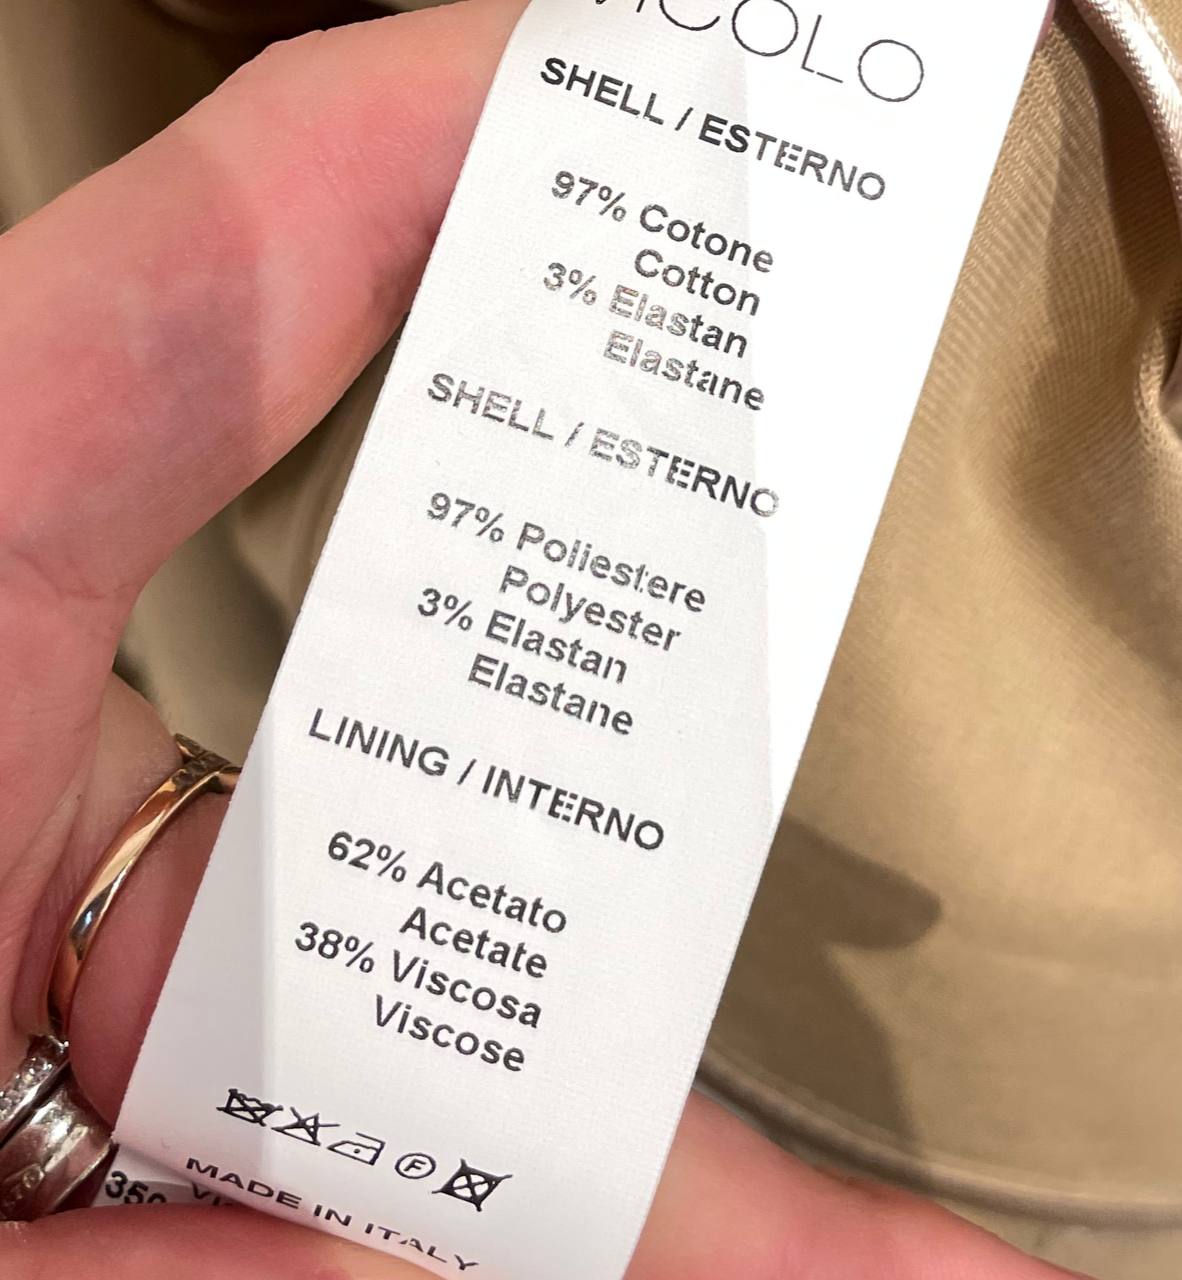 VICOLO
SHELL / ESTERNO
97% Cotone
Cotton
3% Elastan
Elastane
SHELL / ESTERNO
97% Poliestere
Polyester
3% Elastan
Elastane
LINING / INTERNO
62% Acetato
Acetate
38% Viscosa
Viscose
F
MADE IN ITALY